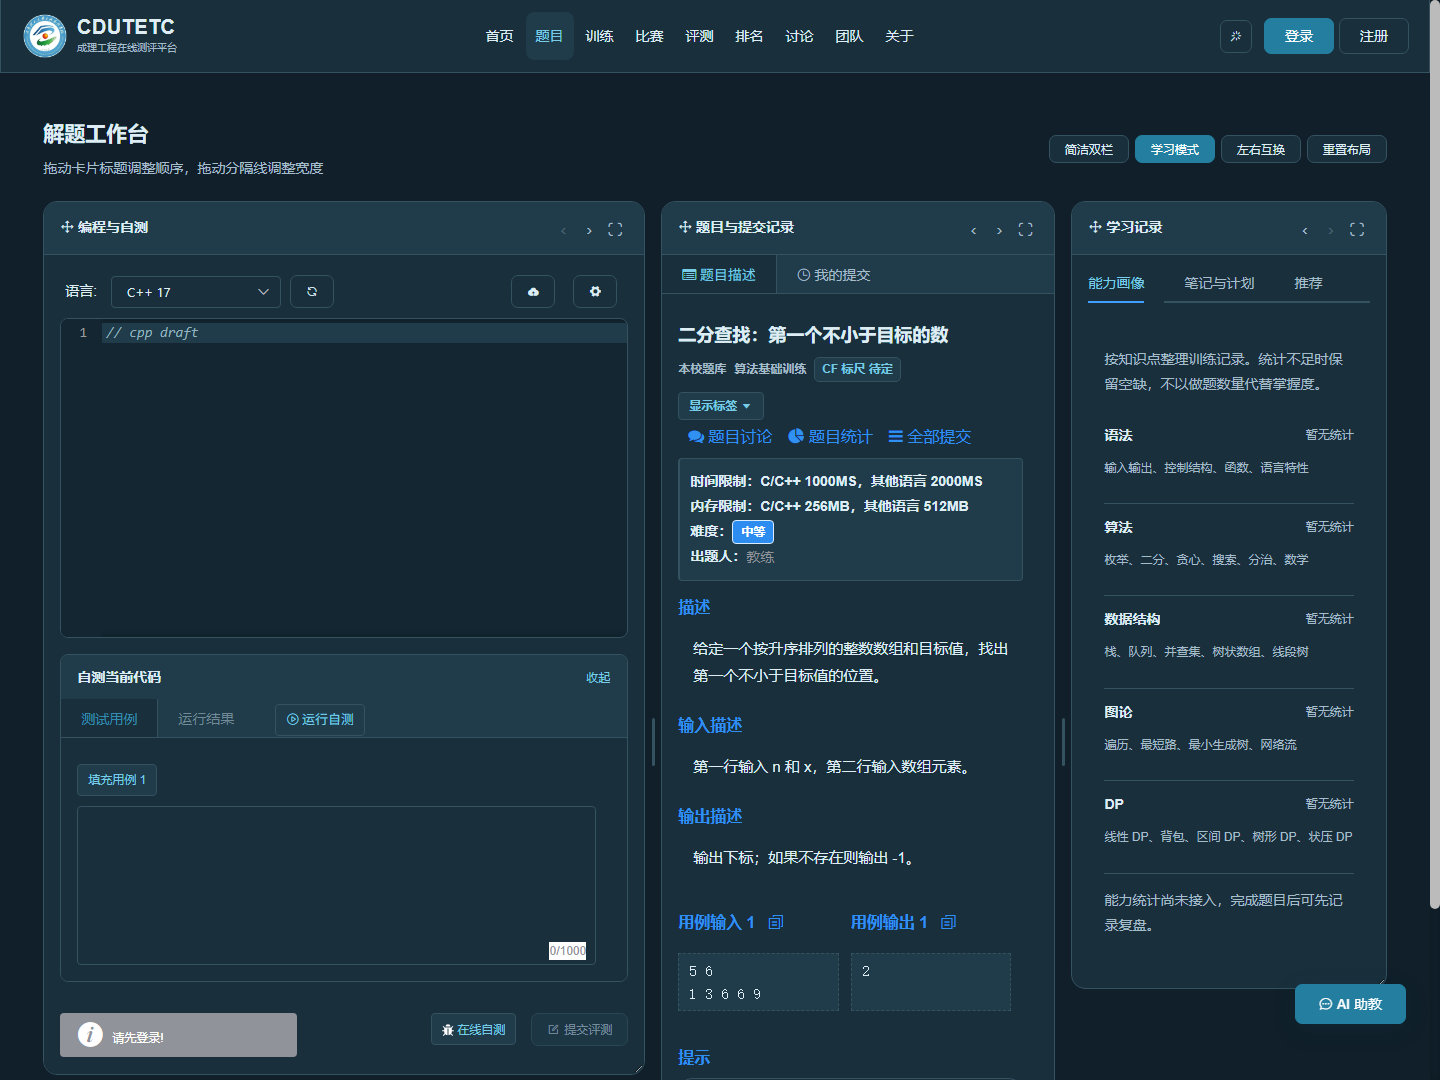 CDUTETC
成理工程在线测评平台
首页 题目 训练 比赛 评测 排名 讨论 团队 关于
登录 注册
解题工作台
拖动卡片标题调整顺序，拖动分隔线调整宽度
简洁双栏 学习模式 左右互换 重置布局
编程与自测
语言: C++ 17
1 // cpp draft
自测当前代码 收起
测试用例 运行结果 运行自测
填充用例 1
0/1000
请先登录!
在线自测 提交评测
题目与提交记录
题目描述 我的提交
二分查找：第一个不小于目标的数
本校题库 算法基础训练 CF 标尺 待定
显示标签
题目讨论 题目统计 全部提交
时间限制：C/C++ 1000MS，其他语言 2000MS
内存限制：C/C++ 256MB，其他语言 512MB
难度：中等
出题人：教练
描述
给定一个按升序排列的整数数组和目标值，找出
第一个不小于目标值的位置。
输入描述
第一行输入 n 和 x，第二行输入数组元素。
输出描述
输出下标；如果不存在则输出 -1。
用例输入 1 用例输出 1
5 6
1 3 6 6 9
2
提示
学习记录
能力画像 笔记与计划 推荐
按知识点整理训练记录。统计不足时保
留空缺，不以做题数量代替掌握度。
语法 暂无统计
输入输出、控制结构、函数、语言特性
算法 暂无统计
枚举、二分、贪心、搜索、分治、数学
数据结构 暂无统计
栈、队列、并查集、树状数组、线段树
图论 暂无统计
遍历、最短路、最小生成树、网络流
DP 暂无统计
线性 DP、背包、区间 DP、树形 DP、状压 DP
能力统计尚未接入，完成题目后可先记
录复盘。
AI 助教